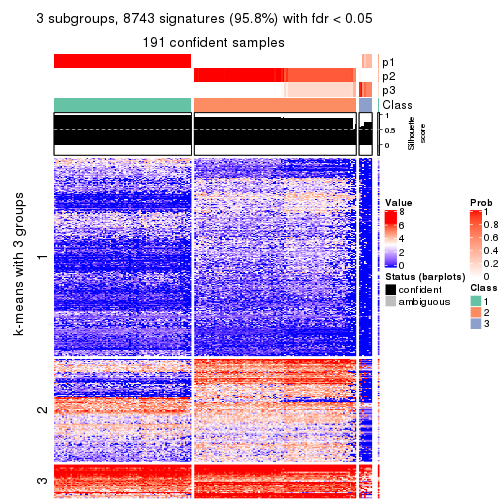 3 subgroups, 8743 signatures (95.8%) with fdr < 0.05
191 confident samples
p1
p2
p3
Class
1
0.5
0
Silhouette
score
k-means with 3 groups
1
2
3
Value
8
6
4
2
0
Status (barplots)
confident
ambiguous
Prob
1
0.8
0.6
0.4
0.2
0
Class
1
2
3